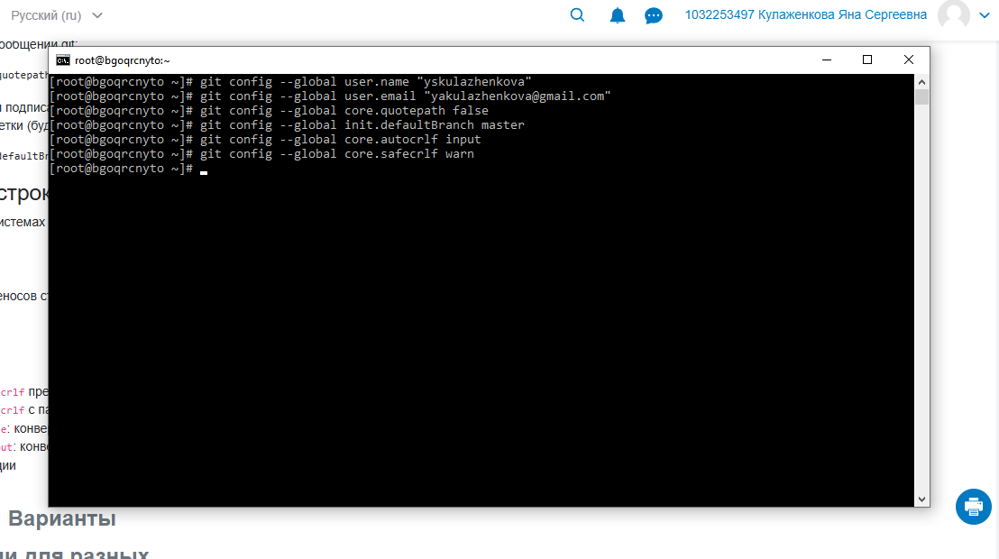 Русский (ru)
1032253497 Кулаженкова Яна Сергеевна
ообщений git:
root@bgoqrcnyto:~
quotepath
[root@bgoqrcnyto ~]# git config --global user.name "yskulazhenkova"
[root@bgoqrcnyto ~]# git config --global user.email "yakulazhenkova@gmail.com"
[root@bgoqrcnyto ~]# git config --global core.quotepath false
[root@bgoqrcnyto ~]# git config --global init.defaultBranch master
[root@bgoqrcnyto ~]# git config --global core.autocrlf input
[root@bgoqrcnyto ~]# git config --global core.safecrlf warn
[root@bgoqrcnyto ~]#
подписа
етки (буд
defaultBr
строк
истемах
еносов ст
crlf пре
crlf с па
e: конве
ut: конве
ции
Варианты
ии для разных